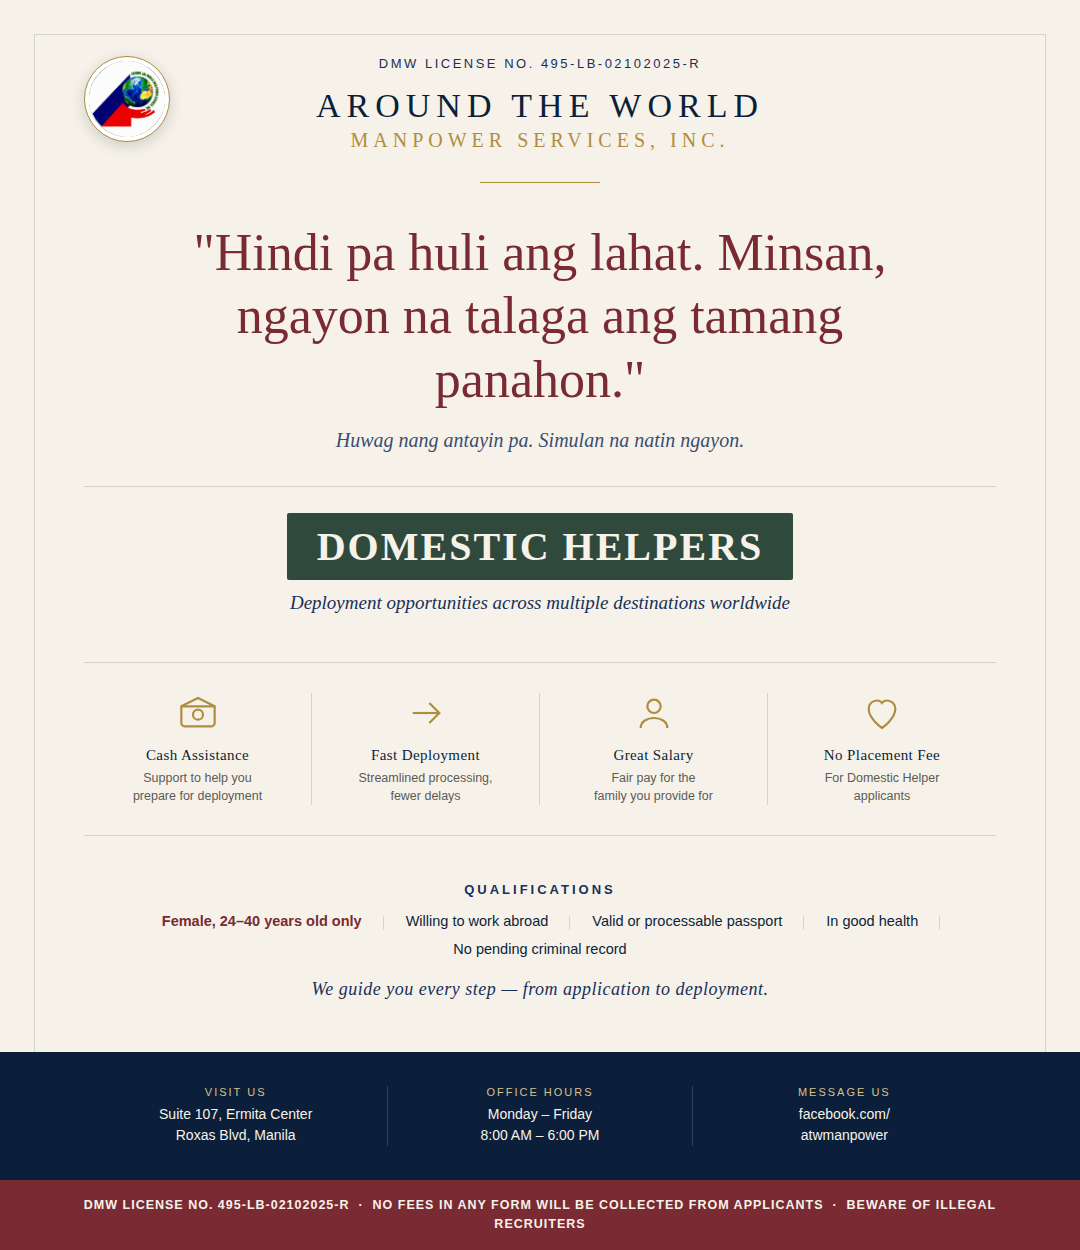 DMW LICENSE NO. 495-LB-02102025-R
AROUND THE WORLD
MANPOWER SERVICES, INC.
"Hindi pa huli ang lahat. Minsan,
ngayon na talaga ang tamang
panahon."
Huwag nang antayin pa. Simulan na natin ngayon.
DOMESTIC HELPERS
Deployment opportunities across multiple destinations worldwide
Cash Assistance
Support to help you
prepare for deployment
Fast Deployment
Streamlined processing,
fewer delays
Great Salary
Fair pay for the
family you provide for
No Placement Fee
For Domestic Helper
applicants
QUALIFICATIONS
Female, 24–40 years old only
Willing to work abroad
Valid or processable passport
In good health
No pending criminal record
We guide you every step — from application to deployment.
VISIT US
Suite 107, Ermita Center
Roxas Blvd, Manila
OFFICE HOURS
Monday – Friday
8:00 AM – 6:00 PM
MESSAGE US
facebook.com/
atwmanpower
DMW LICENSE NO. 495-LB-02102025-R · NO FEES IN ANY FORM WILL BE COLLECTED FROM APPLICANTS · BEWARE OF ILLEGAL
RECRUITERS